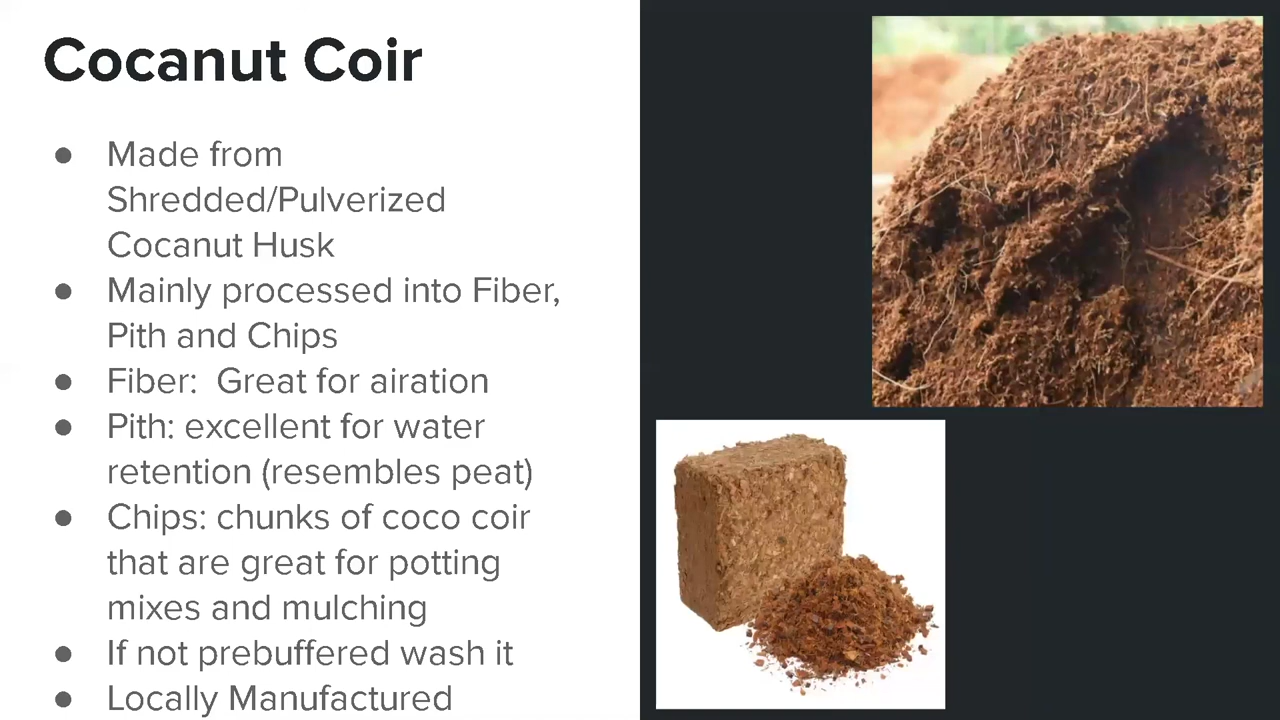 Cocanut Coir
● Made from
Shredded/Pulverized
Cocanut Husk
● Mainly processed into Fiber,
Pith and Chips
● Fiber:  Great for airation
● Pith: excellent for water
retention (resembles peat)
● Chips: chunks of coco coir
that are great for potting
mixes and mulching
● If not prebuffered wash it
● Locally Manufactured